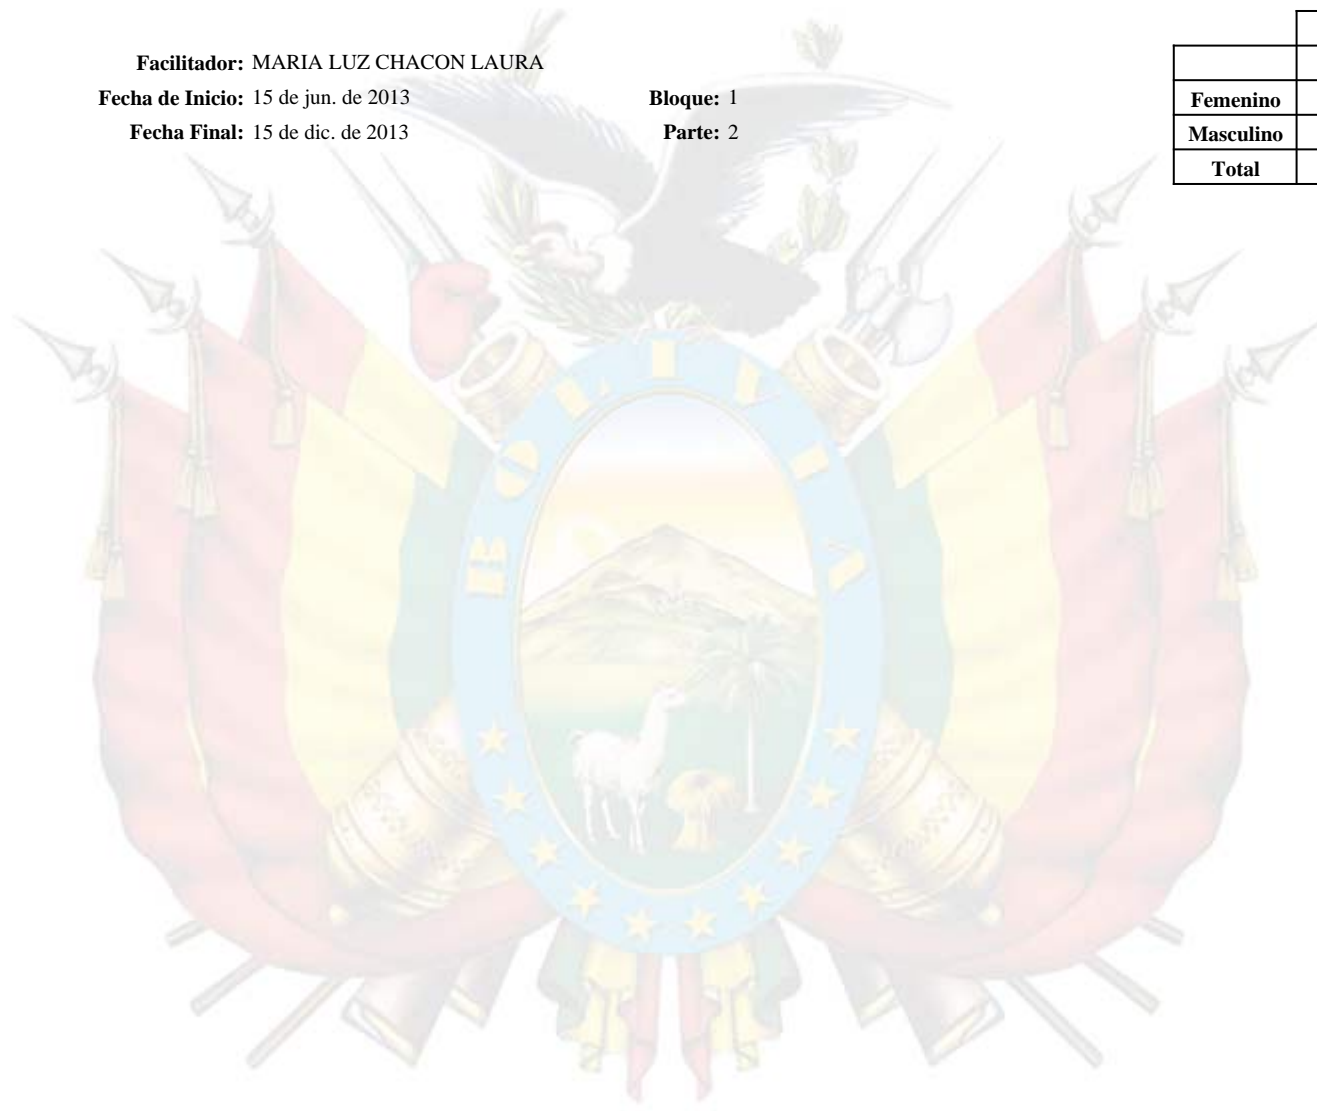 Facilitador: MARIA LUZ CHACON LAURA
Fecha de Inicio: 15 de jun. de 2013 Bloque: 1
Fecha Final: 15 de dic. de 2013 Parte: 2
Femenino
Masculino
Total
BOLIVIA